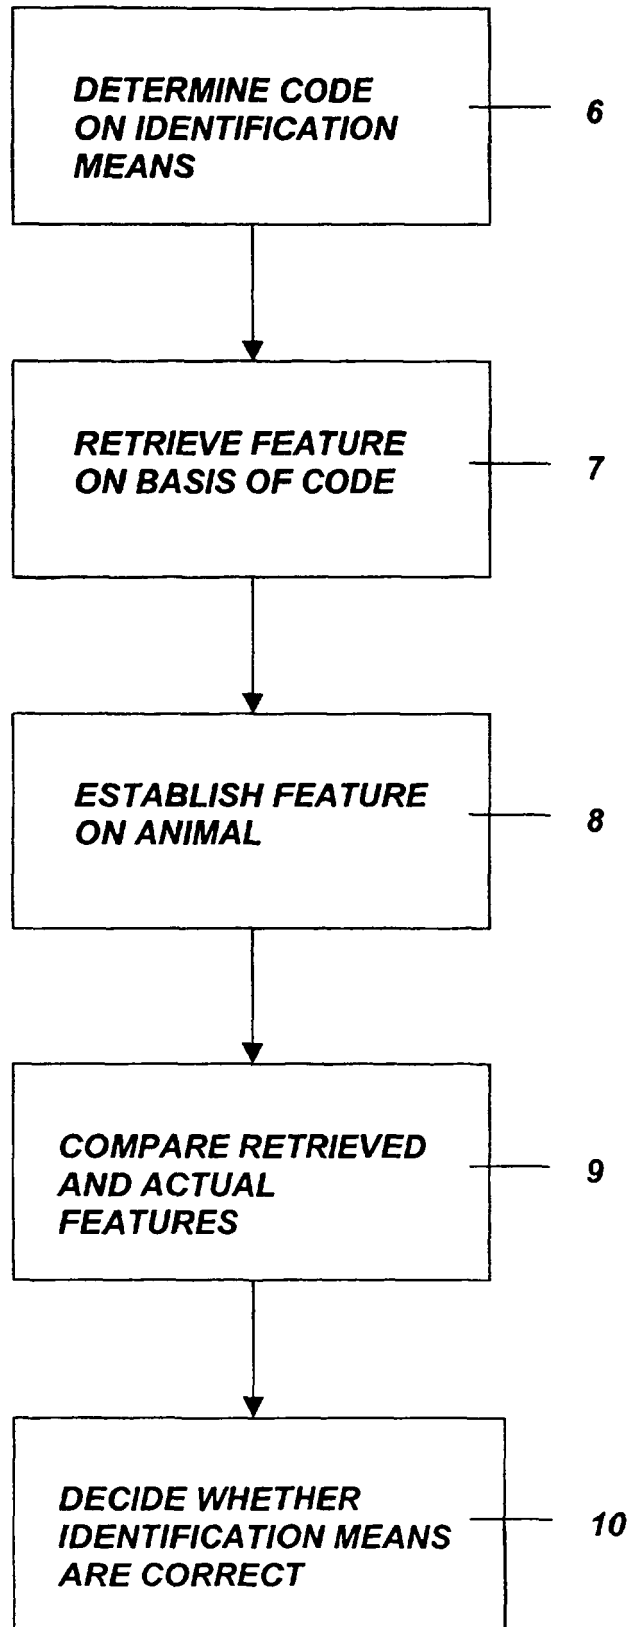 DETERMINE CODE
ON IDENTIFICATION
MEANS
6
RETRIEVE FEATURE
ON BASIS OF CODE
7
ESTABLISH FEATURE
ON ANIMAL
8
COMPARE RETRIEVED
AND ACTUAL
FEATURES
9
DECIDE WHETHER
IDENTIFICATION MEANS
ARE CORRECT
10